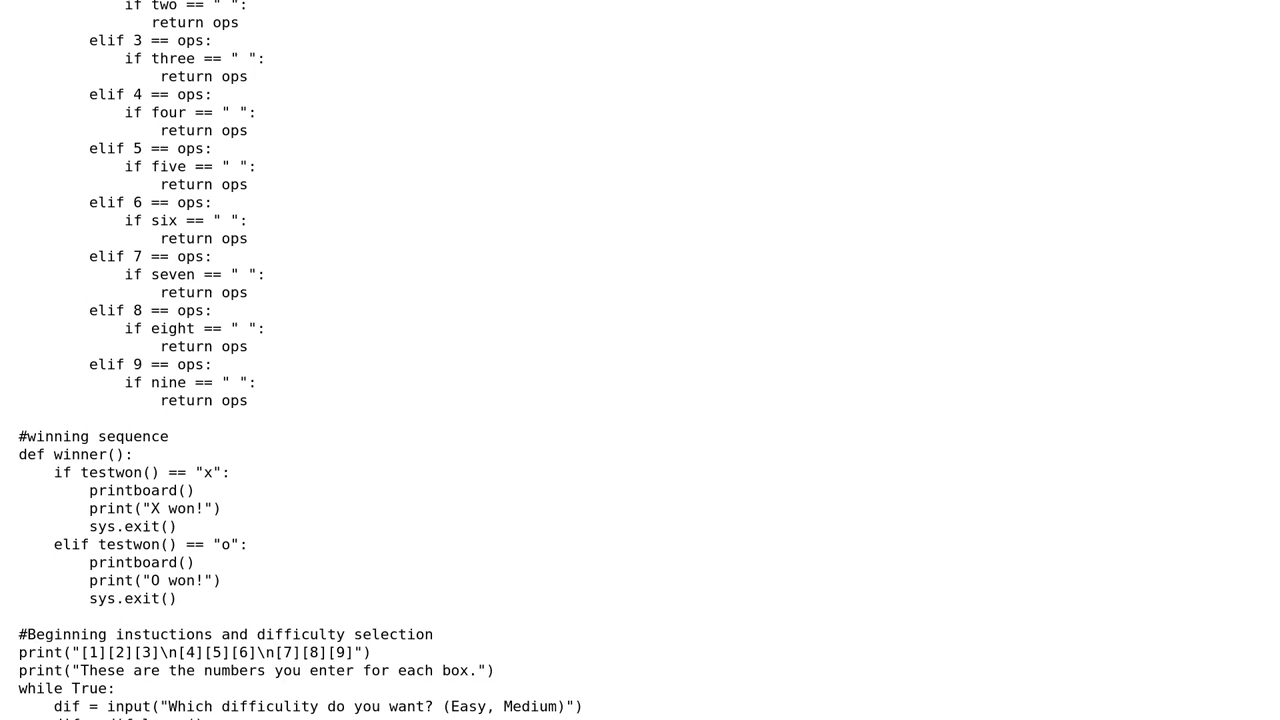 if two == " ":
               return ops
        elif 3 == ops:
            if three == " ":
                return ops
        elif 4 == ops:
            if four == " ":
                return ops
        elif 5 == ops:
            if five == " ":
                return ops
        elif 6 == ops:
            if six == " ":
                return ops
        elif 7 == ops:
            if seven == " ":
                return ops
        elif 8 == ops:
            if eight == " ":
                return ops
        elif 9 == ops:
            if nine == " ":
                return ops

#winning sequence
def winner():
    if testwon() == "x":
        printboard()
        print("X won!")
        sys.exit()
    elif testwon() == "o":
        printboard()
        print("O won!")
        sys.exit()

#Beginning instuctions and difficulty selection
print("[1][2][3]\n[4][5][6]\n[7][8][9]")
print("These are the numbers you enter for each box.")
while True:
    dif = input("Which difficulity do you want? (Easy, Medium)")